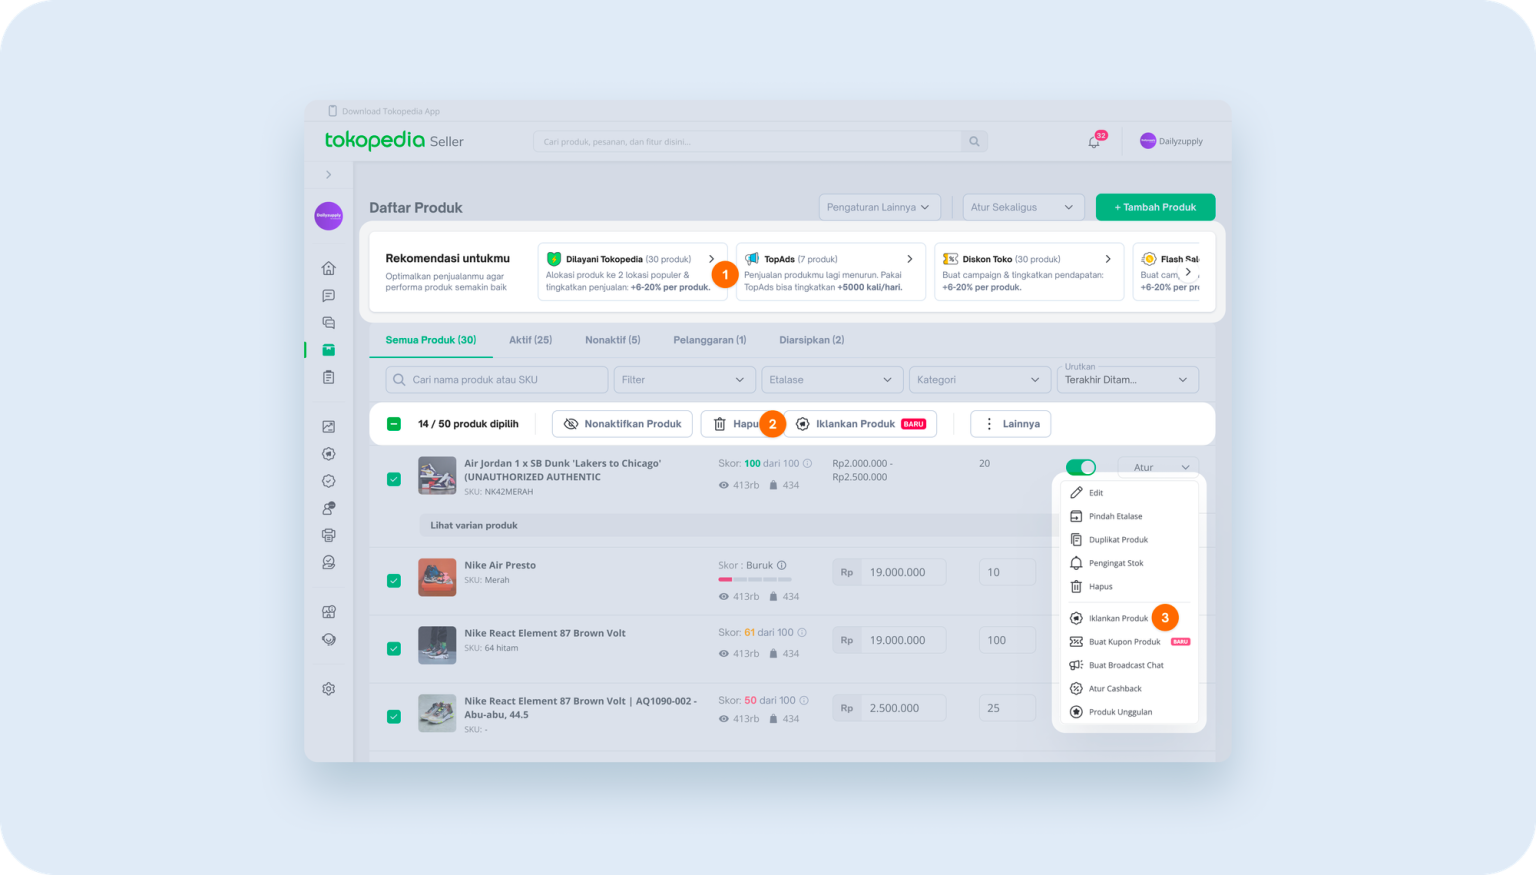 Download Tokopedia App
tokopedia Seller
Cari produk, pesanan, dan fitur disini...
32
Dailyzupply
Dailyzupply
Daftar Produk
Pengaturan Lainnya
Atur Sekaligus
+ Tambah Produk
Rekomendasi untukmu
Optimalkan penjualanmu agar
performa produk semakin baik
Dilayani Tokopedia (30 produk)
Alokasi produk ke 2 lokasi populer &
tingkatkan penjualan: +6-20% per produk.
1
TopAds (7 produk)
Penjualan produkmu lagi menurun. Pakai
TopAds bisa tingkatkan +5000 kali/hari.
Diskon Toko (30 produk)
Buat campaign & tingkatkan pendapatan:
+6-20% per produk.
Flash Sal
Buat cam
+6-20% per pr
Semua Produk (30)
Aktif (25)
Nonaktif (5)
Pelanggaran (1)
Diarsipkan (2)
Cari nama produk atau SKU
Filter
Etalase
Kategori
Urutkan
Terakhir Ditam...
14 / 50 produk dipilih
Nonaktifkan Produk
Hapu
2
Iklankan Produk BARU
Lainnya
Air Jordan 1 x SB Dunk 'Lakers to Chicago'
(UNAUTHORIZED AUTHENTIC
SKU: NK42MERAH
Skor: 100 dari 100
413rb 434
Rp2.000.000 -
Rp2.500.000
20
Atur
Lihat varian produk
Edit
Pindah Etalase
Duplikat Produk
Pengingat Stok
Hapus
Iklankan Produk
3
Buat Kupon Produk BARU
Buat Broadcast Chat
Atur Cashback
Produk Unggulan
Nike Air Presto
SKU: Merah
Skor : Buruk
413rb 434
Rp 19.000.000
10
Nike React Element 87 Brown Volt
SKU: 64 hitam
Skor: 61 dari 100
413rb 434
Rp 19.000.000
100
Nike React Element 87 Brown Volt | AQ1090-002 -
Abu-abu, 44.5
SKU: -
Skor: 50 dari 100
413rb 434
Rp 2.500.000
25